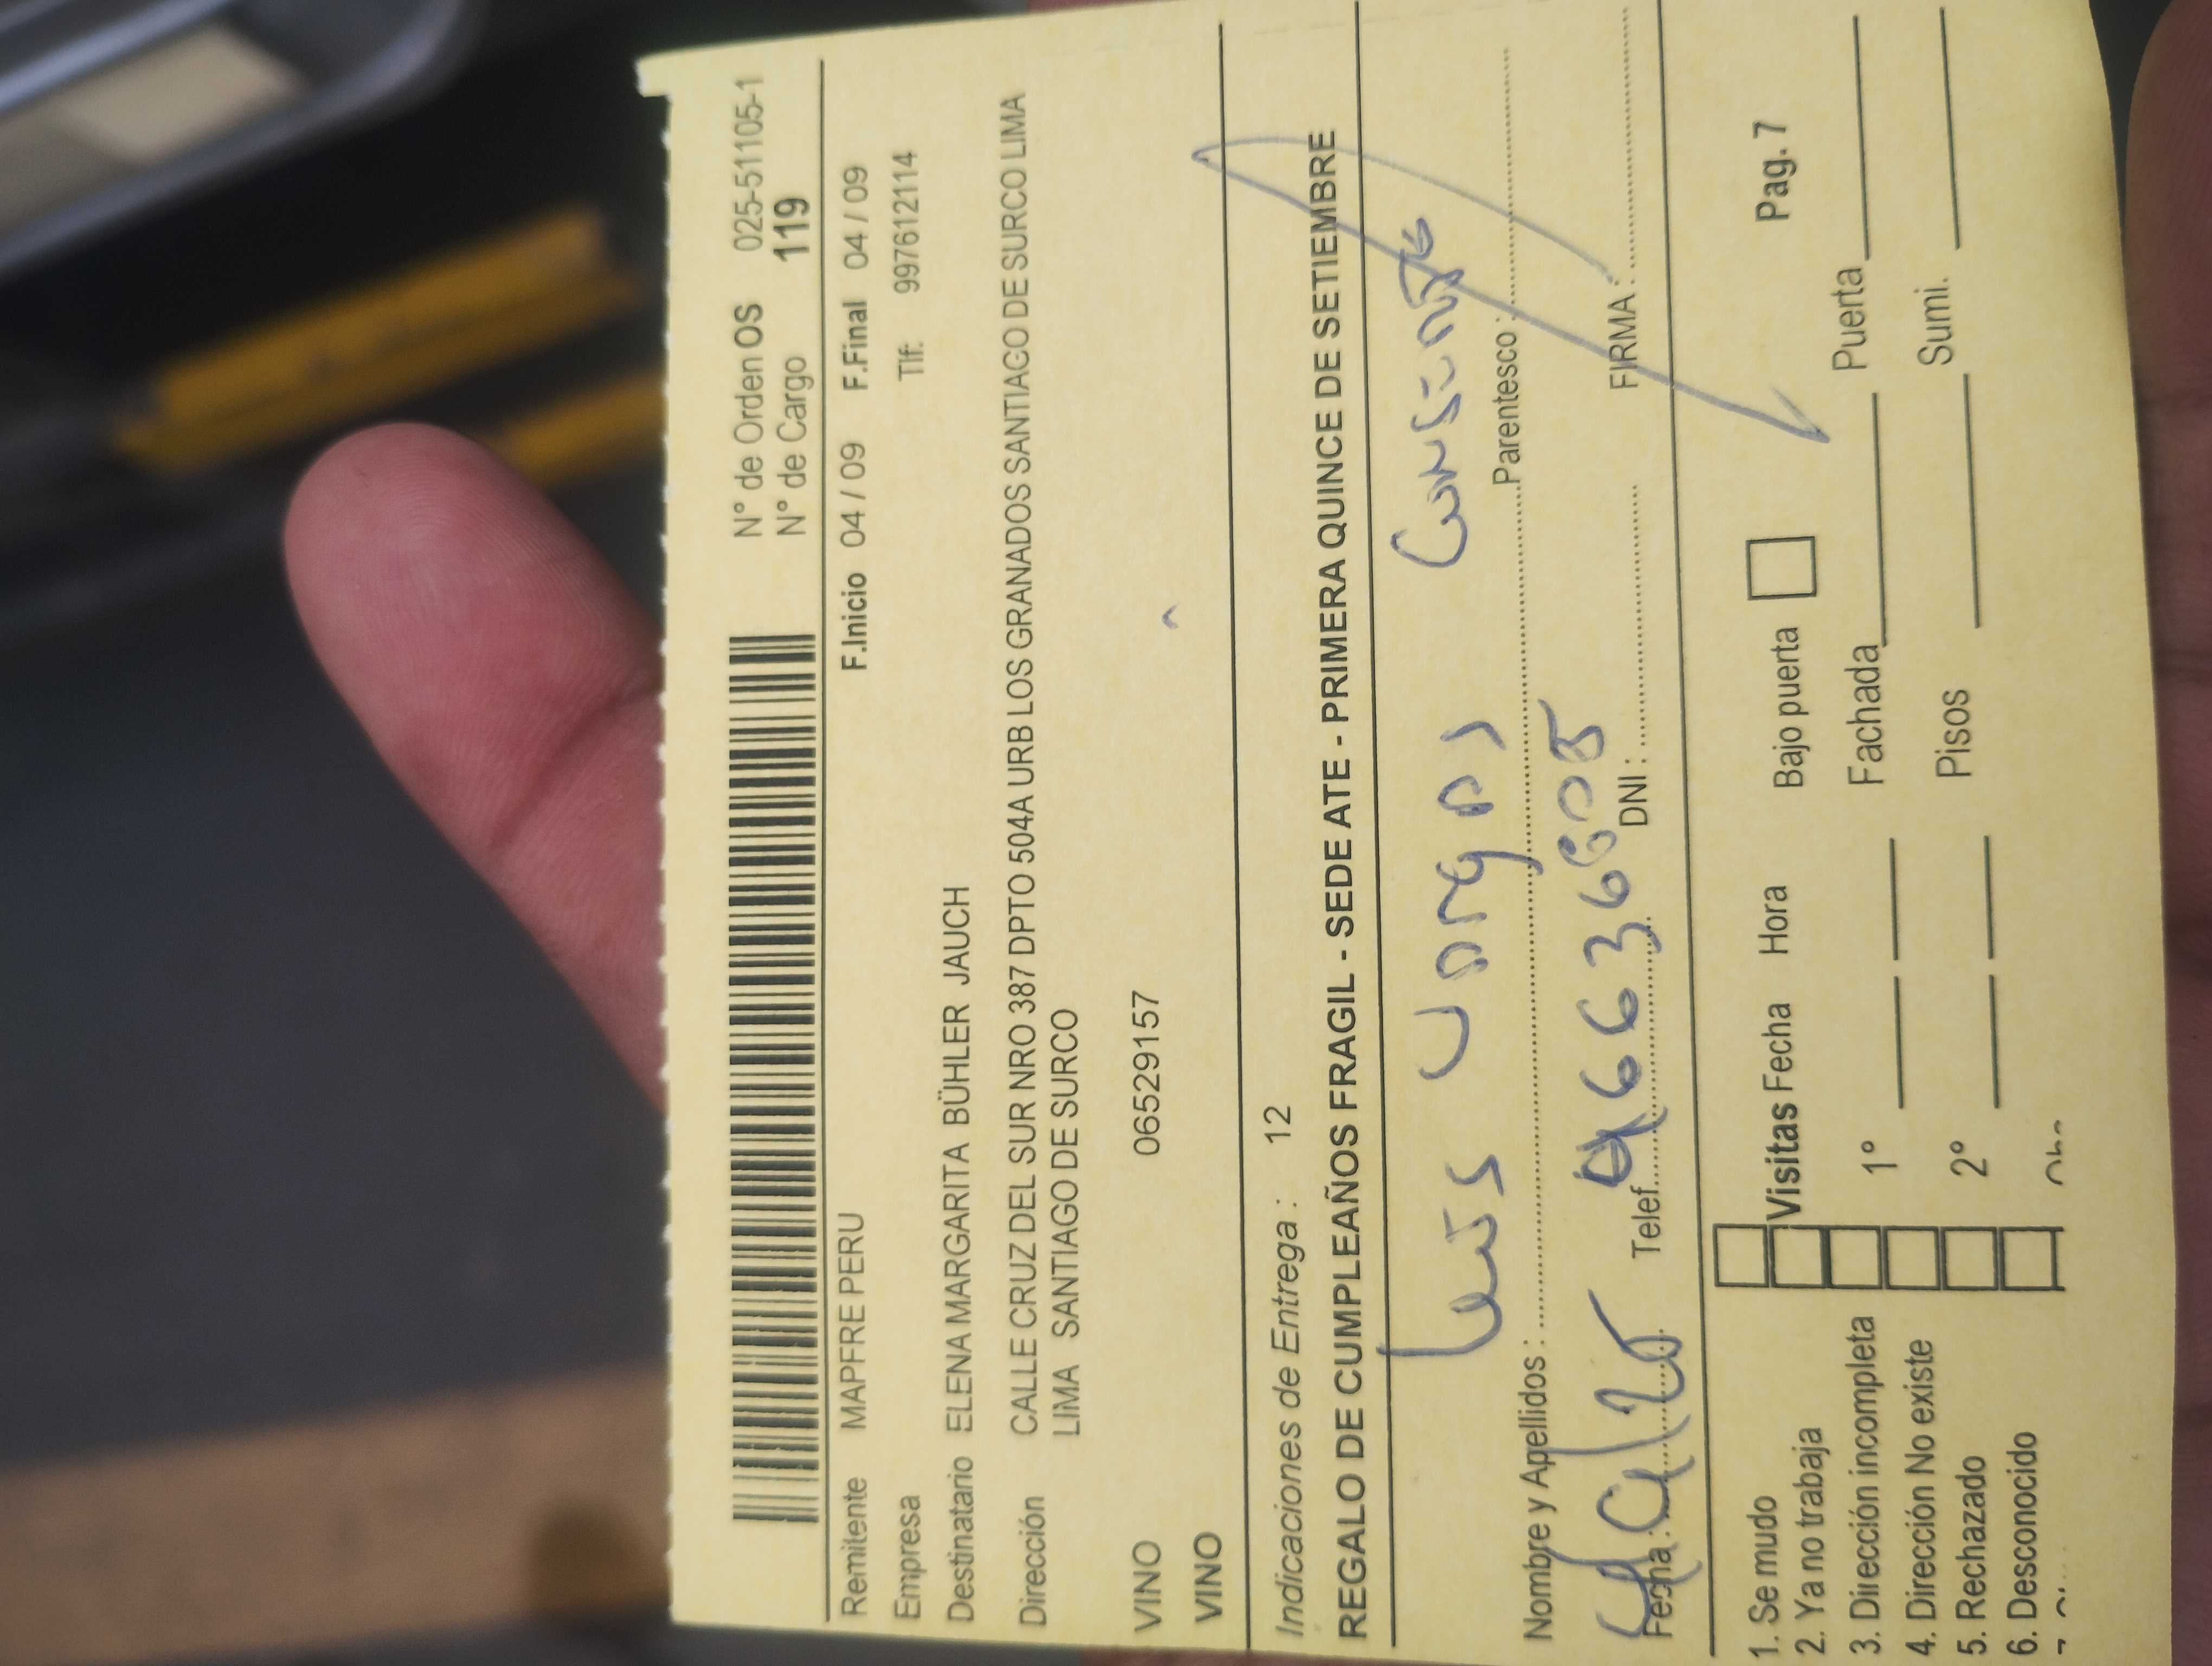 N° de Orden OS 025-51105-1
N° de Cargo 119
F.Inicio 04 / 09 F.Final 04 / 09
Remitente MAPFRE PERU
Empresa Tlf: 997612114
Destinatario ELENA MARGARITA BÜHLER JAUCH
Dirección CALLE CRUZ DEL SUR NRO 387 DPTO 504A URB LOS GRANADOS SANTIAGO DE SURCO LIMA
LIMA SANTIAGO DE SURCO
VINO 06529157
VINO
Indicaciones de Entrega : 12
REGALO DE CUMPLEAÑOS FRAGIL - SEDE ATE - PRIMERA QUINCE DE SETIEMBRE
Luis Vargas
Nombre y Apellidos : Parentesco :
Fecha : Telef. DNI : FIRMA :
1. Se mudo
2. Ya no trabaja Visitas Fecha Hora Bajo puerta Pag. 7
3. Dirección incompleta 1° Fachada Puerta
4. Dirección No existe
5. Rechazado 2° Pisos Sumi.
6. Desconocido